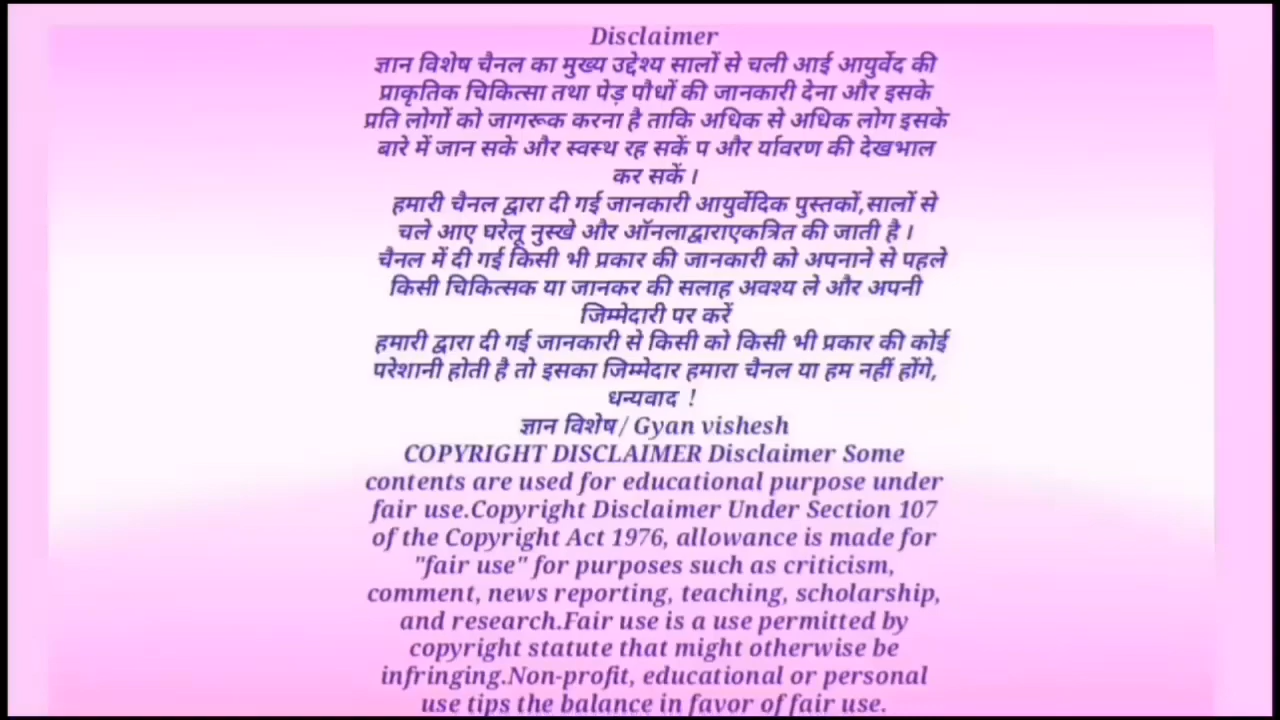 Disclaimer
ज्ञान विशेष चैनल का मुख्य उद्देश्य सालों से चली आई आयुर्वेद की
प्राकृतिक चिकित्सा तथा पेड़ पौधों की जानकारी देना और इसके
प्रति लोगों को जागरूक करना है ताकि अधिक से अधिक लोग इसके
बारे में जान सके और स्वस्थ रह सकें प और र्यावरण की देखभाल
कर सकें ।
हमारी चैनल द्वारा दी गई जानकारी आयुर्वेदिक पुस्तकों,सालों से
चले आए घरेलू नुस्खे और ऑनलाद्वाराएकत्रित की जाती है ।
चैनल में दी गई किसी भी प्रकार की जानकारी को अपनाने से पहले
किसी चिकित्सक या जानकर की सलाह अवश्य ले और अपनी
जिम्मेदारी पर करें
हमारी द्वारा दी गई जानकारी से किसी को किसी भी प्रकार की कोई
परेशानी होती है तो इसका जिम्मेदार हमारा चैनल या हम नहीं होंगे,
धन्यवाद !
ज्ञान विशेष/ Gyan vishesh
COPYRIGHT DISCLAIMER Disclaimer Some
contents are used for educational purpose under
fair use.Copyright Disclaimer Under Section 107
of the Copyright Act 1976, allowance is made for
"fair use" for purposes such as criticism,
comment, news reporting, teaching, scholarship,
and research.Fair use is a use permitted by
copyright statute that might otherwise be
infringing.Non-profit, educational or personal
use tips the balance in favor of fair use.